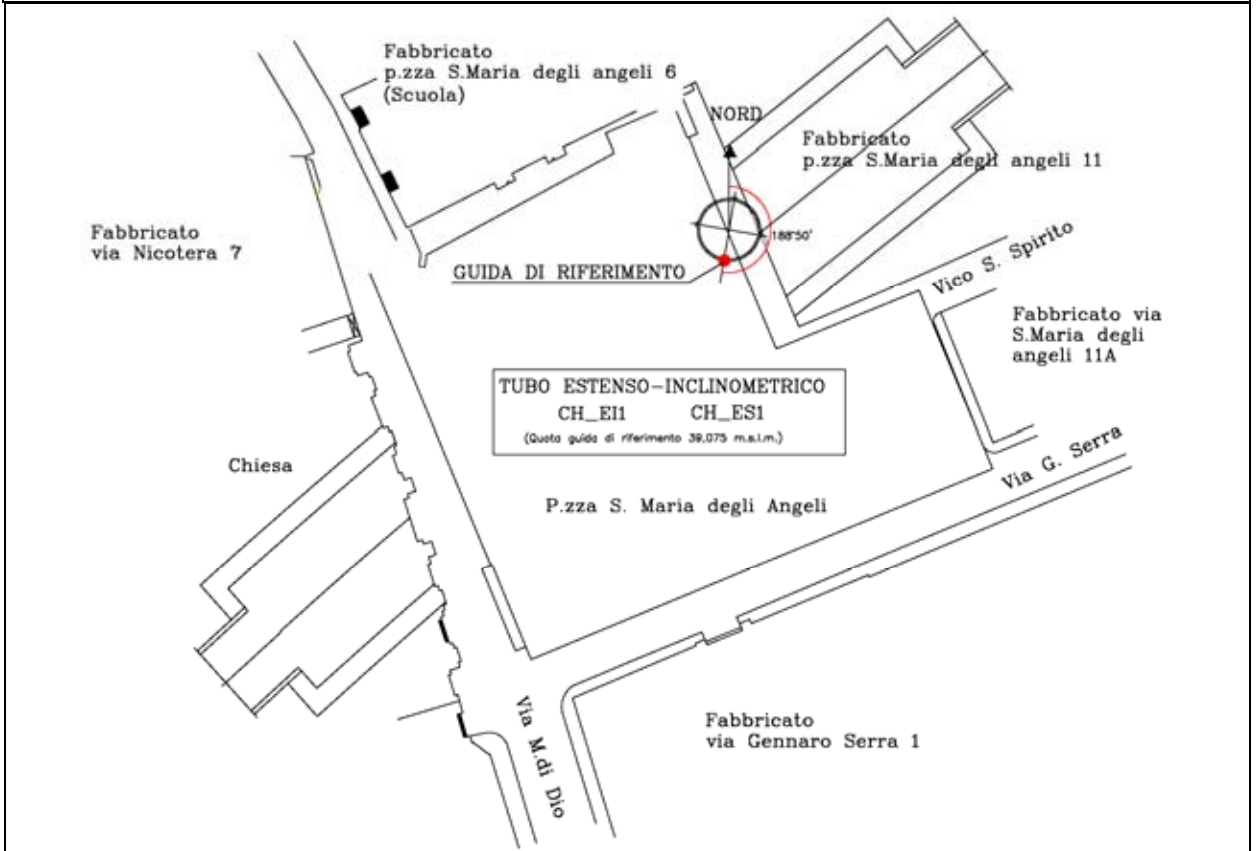 Fabbricato
p.zza S.Maria degli angeli 6
(Scuola)
NORD
Fabbricato
p.zza S.Maria degli angeli 11
Fabbricato
via Nicotera 7
188°50'
GUIDA DI RIFERIMENTO
Vico S. Spirito
Fabbricato via
S.Maria degli
angeli 11A
TUBO ESTENSO-INCLINOMETRICO
CH_EI1 CH_ES1
(Quota guida di riferimento 39,075 m.s.l.m.)
Chiesa
Via G. Serra
P.zza S. Maria degli Angeli
Via M.di Dio
Fabbricato
via Gennaro Serra 1